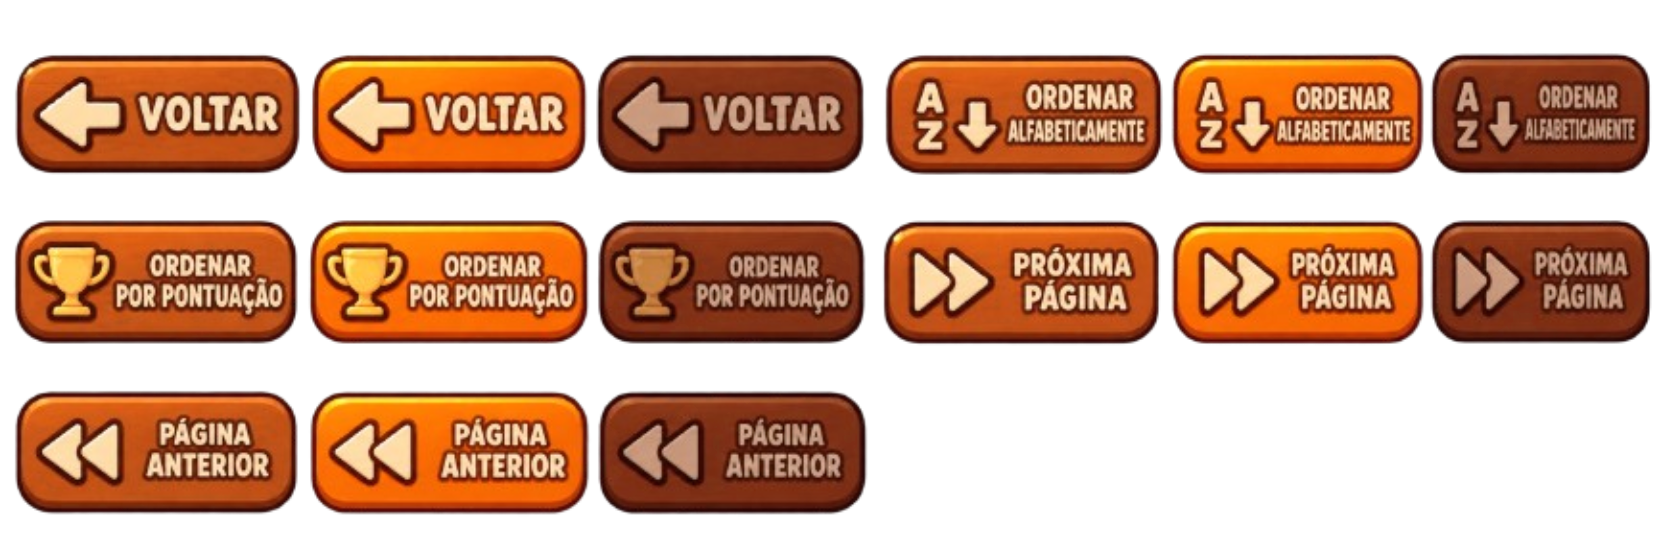 VOLTAR
VOLTAR
VOLTAR
A
Z
ORDENAR
ALFABETICAMENTE
A
Z
ORDENAR
ALFABETICAMENTE
A
Z
ORDENAR
ALFABETICAMENTE
ORDENAR
POR PONTUAÇÃO
ORDENAR
POR PONTUAÇÃO
ORDENAR
POR PONTUAÇÃO
PRÓXIMA
PÁGINA
PRÓXIMA
PÁGINA
PRÓXIMA
PÁGINA
PÁGINA
ANTERIOR
PÁGINA
ANTERIOR
PÁGINA
ANTERIOR